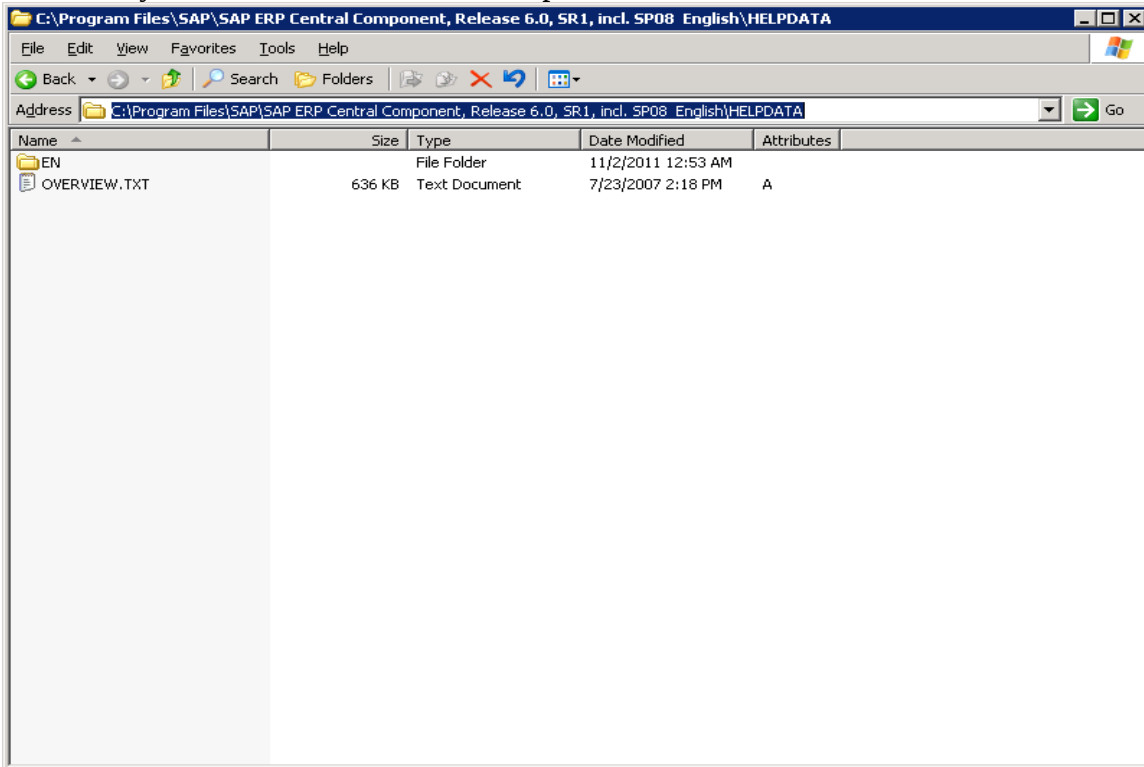 C:\Program Files\SAP\SAP ERP Central Component, Release 6.0, SR1, incl. SP08  English\HELPDATA
File Edit View Favorites Tools Help
Back Search Folders
Address C:\Program Files\SAP\SAP ERP Central Component, Release 6.0, SR1, incl. SP08  English\HELPDATA Go
Name Size Type Date Modified Attributes
EN File Folder 11/2/2011 12:53 AM
OVERVIEW.TXT 636 KB Text Document 7/23/2007 2:18 PM A